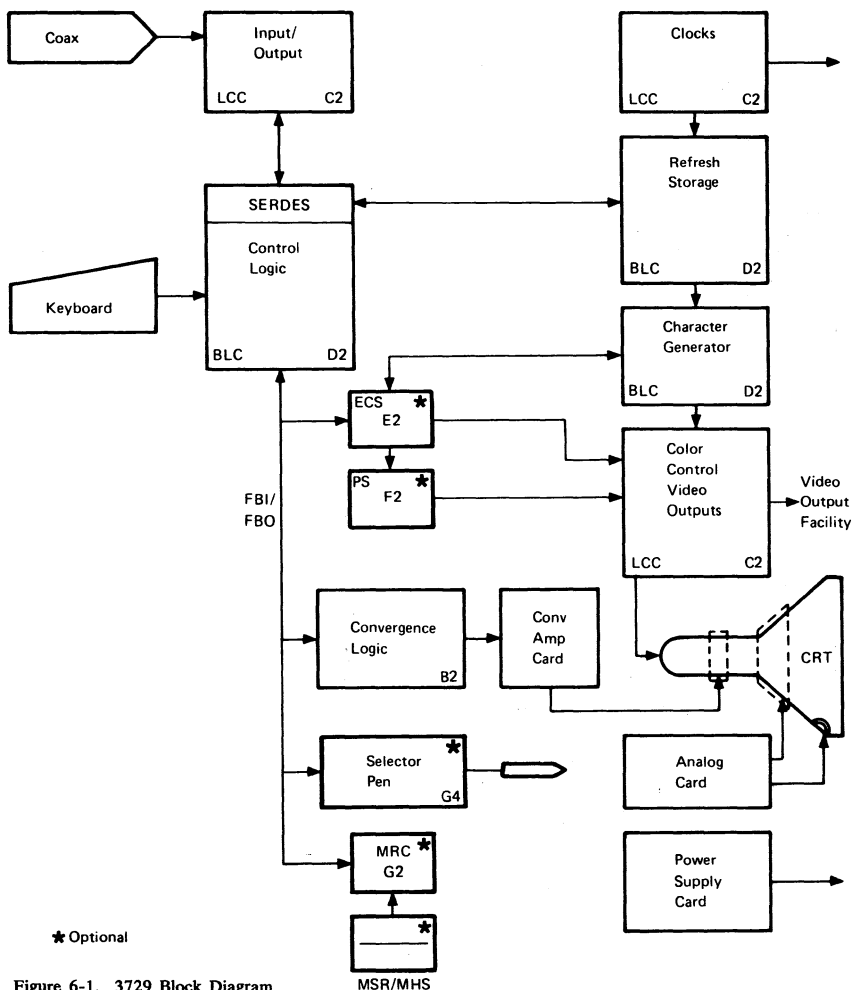 Coax
Input/
Output
LCC C2
Clocks
LCC C2
SERDES
Control
Logic
BLC D2
Refresh
Storage
BLC D2
Keyboard
Character
Generator
BLC D2
ECS *
E2
PS *
F2
FBI/
FBO
Color
Control
Video
Outputs
LCC C2
Video
Output
Facility
Convergence
Logic
B2
Conv
Amp
Card
CRT
Selector *
Pen
G4
Analog
Card
MRC *
G2
Power
Supply
Card
*
* Optional
MSR/MHS
Figure 6-1. 3729 Block Diagram